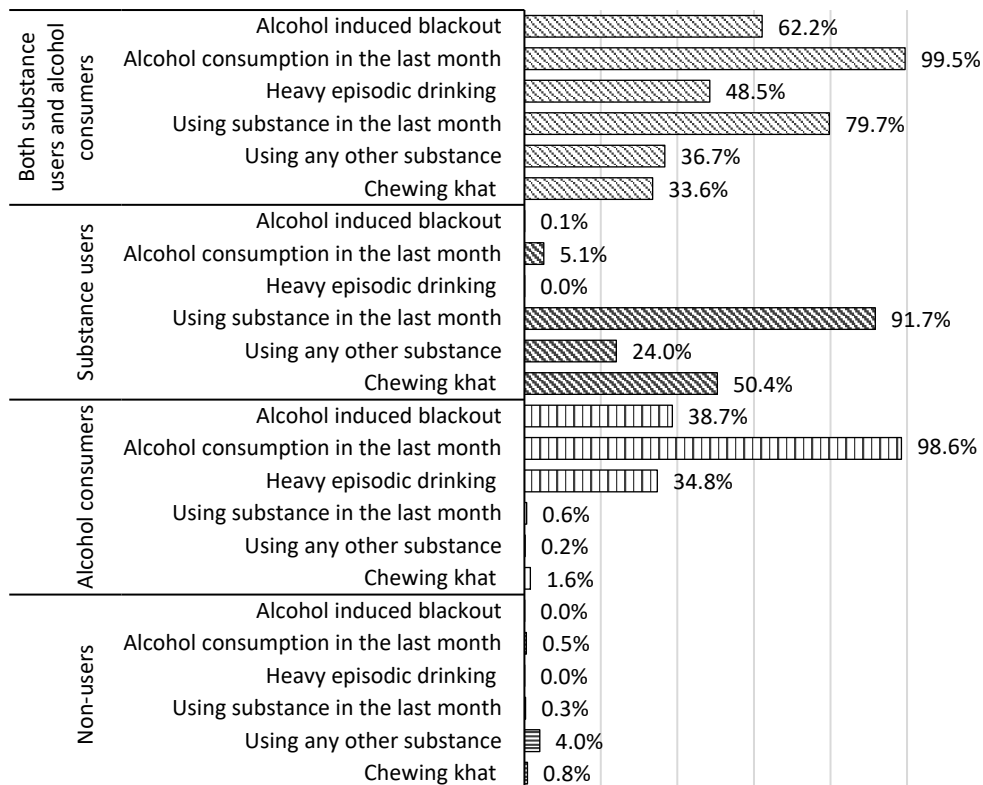 Both substance
users and alcohol
consumers
Alcohol induced blackout 62.2%
Alcohol consumption in the last month 99.5%
Heavy episodic drinking 48.5%
Using substance in the last month 79.7%
Using any other substance 36.7%
Chewing khat 33.6%
Substance users
Alcohol induced blackout 0.1%
Alcohol consumption in the last month 5.1%
Heavy episodic drinking 0.0%
Using substance in the last month 91.7%
Using any other substance 24.0%
Chewing khat 50.4%
Alcohol consumers
Alcohol induced blackout 38.7%
Alcohol consumption in the last month 98.6%
Heavy episodic drinking 34.8%
Using substance in the last month 0.6%
Using any other substance 0.2%
Chewing khat 1.6%
Non-users
Alcohol induced blackout 0.0%
Alcohol consumption in the last month 0.5%
Heavy episodic drinking 0.0%
Using substance in the last month 0.3%
Using any other substance 4.0%
Chewing khat 0.8%